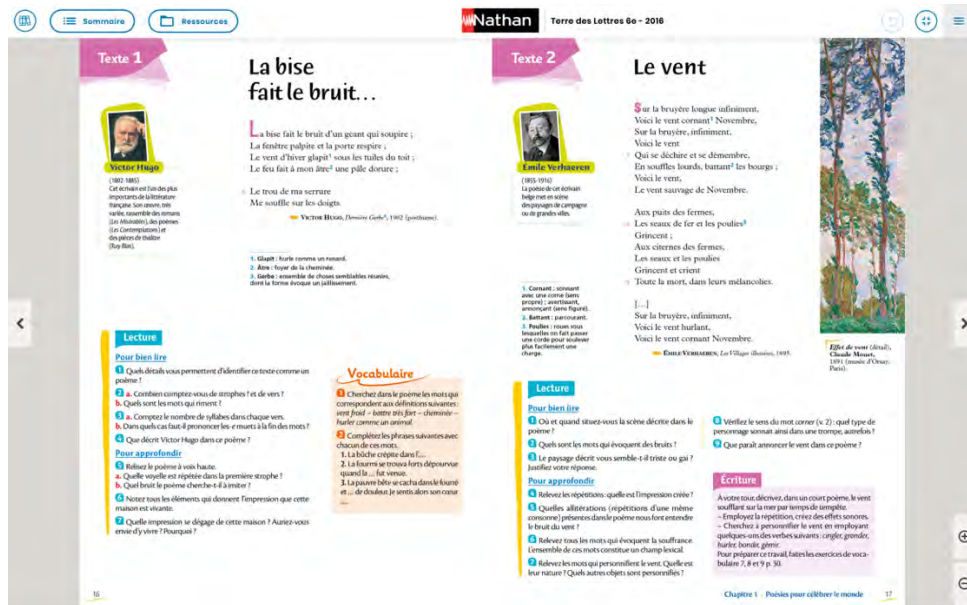 Sommaire
Ressources
Nathan
Terre des Lettres 6e - 2016
Texte 1
La bise
fait le bruit...
Victor Hugo
(1802-1885)
Cet écrivain est l'un des plus
importants de la littérature
française. Son œuvre, très
variée, rassemble des romans
(Les Misérables), des poèmes
(Les Contemplations) et
des pièces de théâtre
(Ruy Blas).
La bise fait le bruit d'un géant qui soupire ;
La fenêtre palpite et la porte respire ;
Le vent d'hiver glapit¹ sous les tuiles du toit ;
Le feu fait à mon âtre² une pâle dorure ;
Le trou de ma serrure
Me souffle sur les doigts.
VICTOR HUGO, Dernière Gerbe³, 1902 (posthume).
1. Glapit : hurle comme un renard.
2. Âtre : foyer de la cheminée.
3. Gerbe : ensemble de choses semblables réunies,
dont la forme évoque un jaillissement.
Lecture
Pour bien lire
1 Quels détails vous permettent d'identifier ce texte comme un
poème ?
2 a. Combien comptez-vous de strophes ? et de vers ?
b. Quels sont les mots qui riment ?
3 a. Comptez le nombre de syllabes dans chaque vers.
b. Dans quels cas faut-il prononcer les e muets à la fin des mots ?
4 Que décrit Victor Hugo dans ce poème ?
Pour approfondir
5 Relisez le poème à voix haute.
a. Quelle voyelle est répétée dans la première strophe ?
b. Quel bruit le poème cherche-t-il à imiter ?
6 Notez tous les éléments qui donnent l'impression que cette
maison est vivante.
7 Quelle impression se dégage de cette maison ? Auriez-vous
envie d'y vivre ? Pourquoi ?
Vocabulaire
1 Cherchez dans le poème les mots qui
correspondent aux définitions suivantes :
vent froid – battre très fort – cheminée –
hurler comme un animal.
2 Complétez les phrases suivantes avec
chacun de ces mots.
1. La bûche crépite dans l'....
2. La fourmi se trouva forts dépourvue
quand la ... fut venue.
3. La pauvre bête se cacha dans le fourré
et ... de douleur. Je sentis alors son cœur
....
16
Texte 2
Le vent
Émile Verhaeren
(1855-1916)
La poésie de cet écrivain
belge met en scène
des paysages de campagne
ou de grandes villes.
Sur la bruyère longue infiniment,
Voici le vent cornant¹ Novembre,
Sur la bruyère, infiniment,
Voici le vent
5 Qui se déchire et se démembre,
En souffles lourds, battant² les bourgs ;
Voici le vent,
Le vent sauvage de Novembre.
Aux puits des fermes,
10 Les seaux de fer et les poulies³
Grincent ;
Aux citernes des fermes,
Les seaux et les poulies
Grincent et crient
15 Toute la mort, dans leurs mélancolies.
[...]
Sur la bruyère, infiniment,
Voici le vent hurlant,
Voici le vent cornant Novembre.
ÉMILE VERHAEREN, Les Villages illusoires, 1895.
1. Cornant : sonnant
avec une corne (sens
propre) ; avertissant,
annonçant (sens figuré).
2. Battant : parcourant.
3. Poulies : roues sous
lesquelles on fait passer
une corde pour soulever
plus facilement une
charge.
Effet de vent (détail),
Claude Monet,
1891 (musée d'Orsay,
Paris).
Lecture
Pour bien lire
1 Où et quand situez-vous la scène décrite dans le
poème ?
2 Quels sont les mots qui évoquent des bruits ?
3 Le paysage décrit vous semble-t-il triste ou gai ?
Justifiez votre réponse.
Pour approfondir
4 Relevez les répétitions : quelle est l'impression créée ?
5 Quelles allitérations (répétitions d'une même
consonne) présentes dans le poème nous font entendre
le bruit du vent ?
6 Relevez tous les mots qui évoquent la souffrance.
L'ensemble de ces mots constitue un champ lexical.
7 Relevez les mots qui personnifient le vent. Quelle est
leur nature ? Quels autres objets sont personnifiés ?
8 Vérifiez le sens du mot corner (v. 2) : quel type de
personnage sonnait ainsi dans une trompe, autrefois ?
9 Que paraît annoncer le vent dans ce poème ?
Écriture
À votre tour, décrivez, dans un court poème, le vent
soufflant sur la mer par temps de tempête.
– Employez la répétition, créez des effets sonores.
– Cherchez à personnifier le vent en employant
quelques-uns des verbes suivants : cingler, gronder,
hurler, bondir, gémir.
Pour préparer ce travail, faites les exercices de voca-
bulaire 7, 8 et 9 p. 30.
Chapitre 1 - Poésies pour célébrer le monde
17